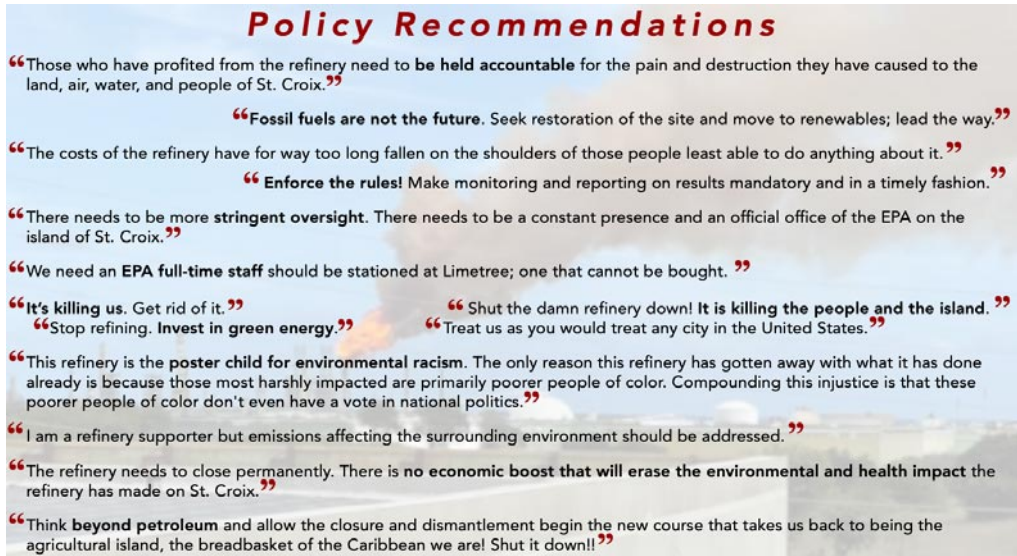 Policy Recommendations
“Those who have profited from the refinery need to be held accountable for the pain and destruction they have caused to the
land, air, water, and people of St. Croix.”
“Fossil fuels are not the future. Seek restoration of the site and move to renewables; lead the way.”
“The costs of the refinery have for way too long fallen on the shoulders of those people least able to do anything about it.”
“Enforce the rules! Make monitoring and reporting on results mandatory and in a timely fashion.”
“There needs to be more stringent oversight. There needs to be a constant presence and an official office of the EPA on the
island of St. Croix.”
“We need an EPA full-time staff should be stationed at Limetree; one that cannot be bought.”
“It's killing us. Get rid of it.”
“Shut the damn refinery down! It is killing the people and the island.”
“Stop refining. Invest in green energy.”
“Treat us as you would treat any city in the United States.”
“This refinery is the poster child for environmental racism. The only reason this refinery has gotten away with what it has done
already is because those most harshly impacted are primarily poorer people of color. Compounding this injustice is that these
poorer people of color don't even have a vote in national politics.”
“I am a refinery supporter but emissions affecting the surrounding environment should be addressed.”
“The refinery needs to close permanently. There is no economic boost that will erase the environmental and health impact the
refinery has made on St. Croix.”
“Think beyond petroleum and allow the closure and dismantlement begin the new course that takes us back to being the
agricultural island, the breadbasket of the Caribbean we are! Shut it down!!”